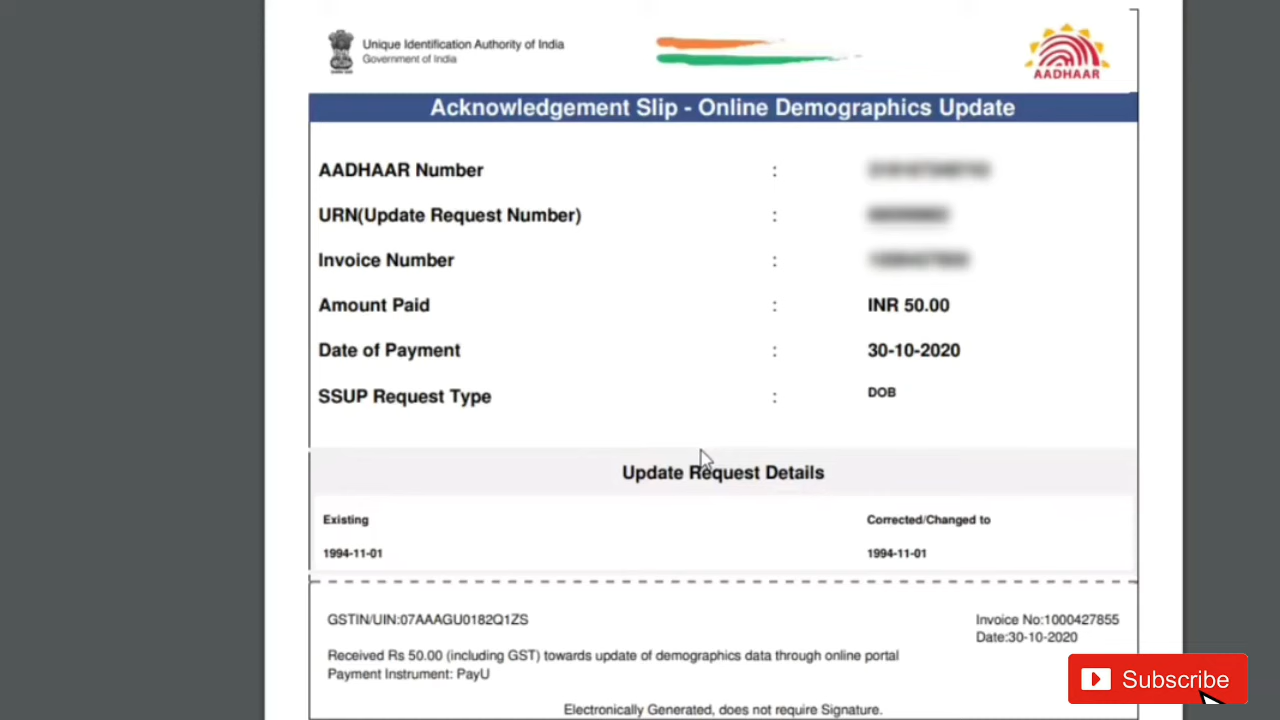 Unique Identification Authority of India
Government of India
AADHAAR
Acknowledgement Slip - Online Demographics Update
AADHAAR Number :
URN(Update Request Number) :
Invoice Number :
Amount Paid : INR 50.00
Date of Payment : 30-10-2020
SSUP Request Type : DOB
Update Request Details
Existing Corrected/Changed to
1994-11-01 1994-11-01
GSTIN/UIN:07AAAGU0182Q1ZS Invoice No:1000427855
Date:30-10-2020
Received Rs 50.00 (including GST) towards update of demographics data through online portal
Payment Instrument: PayU
Subscribe
Electronically Generated, does not require Signature.